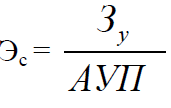 Эс = Зу / АУП